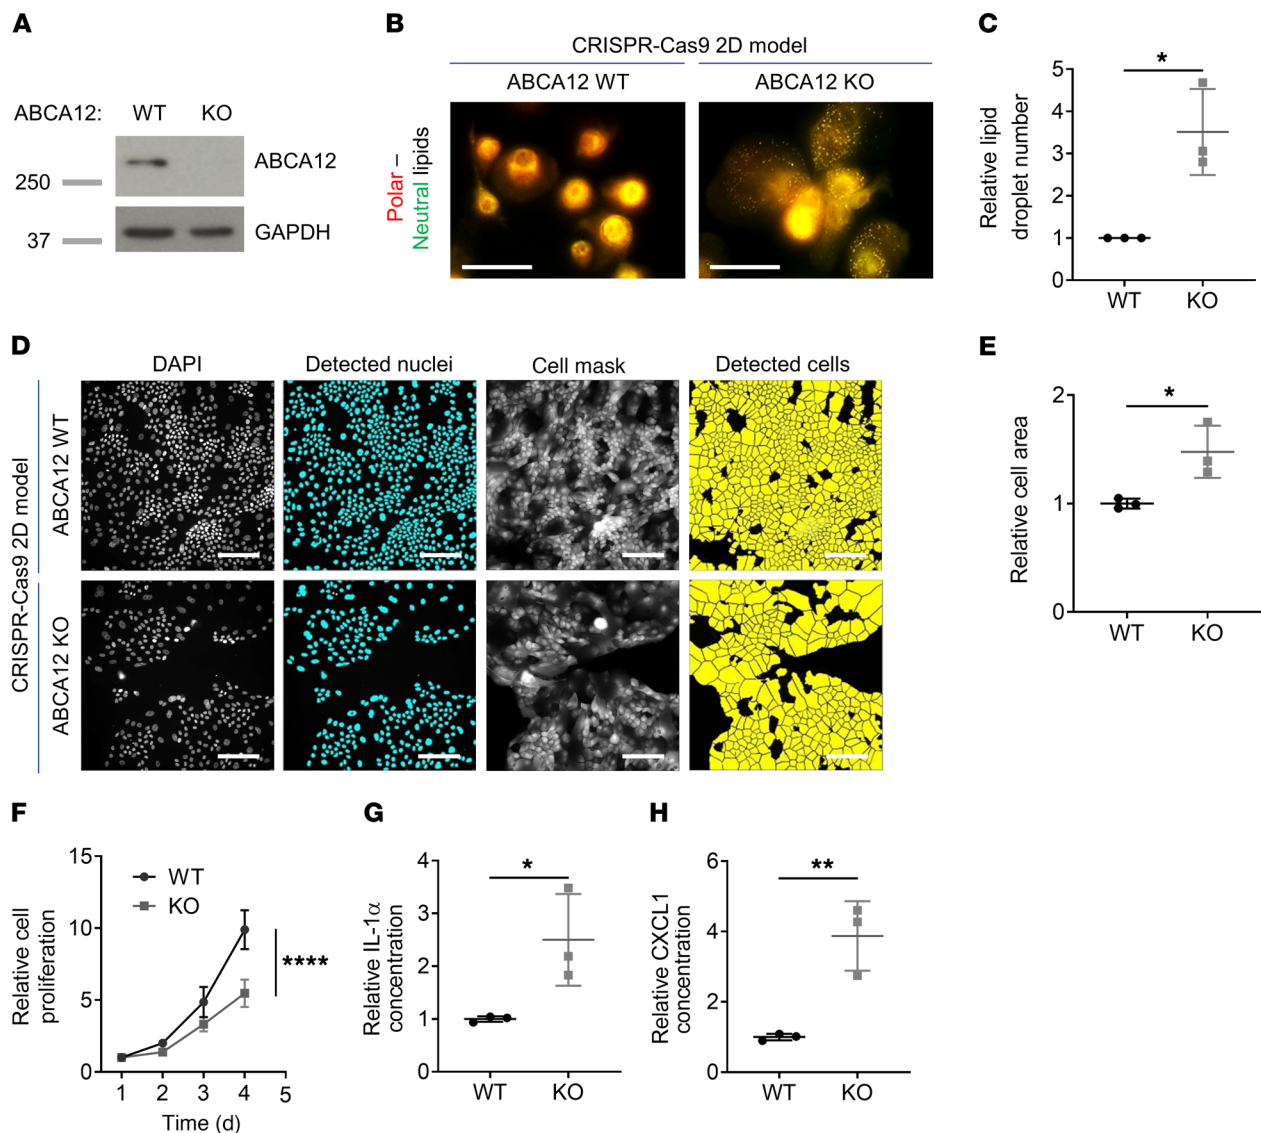 A
ABCA12:
WT
KO
ABCA12
250
GAPDH
37
B
CRISPR-Cas9 2D model
ABCA12 WT
ABCA12 KO
Polar –
Neutral lipids
C
Relative lipid
droplet number
*
5
4
3
2
1
0
WT
KO
D
DAPI
Detected nuclei
Cell mask
Detected cells
CRISPR-Cas9 2D model
ABCA12 WT
ABCA12 KO
E
Relative cell area
*
2
1
0
WT
KO
F
Relative cell
proliferation
15
10
5
0
WT
KO
****
1 2 3 4 5
Time (d)
G
Relative IL-1α
concentration
*
4
3
2
1
0
WT
KO
H
Relative CXCL1
concentration
**
6
4
2
0
WT
KO